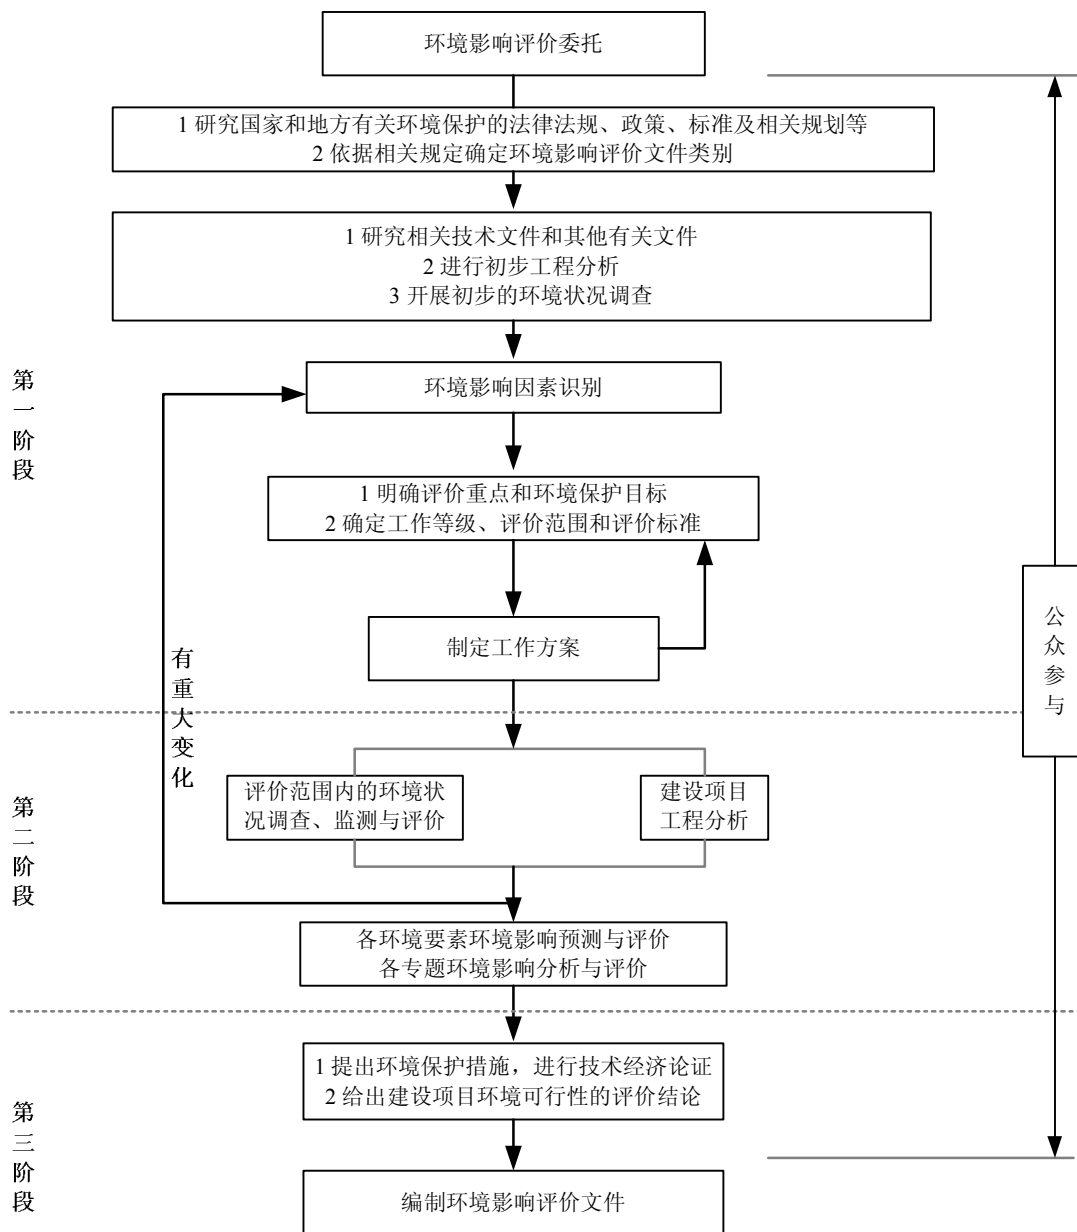 环境影响评价委托
1 研究国家和地方有关环境保护的法律法规、政策、标准及相关规划等
2 依据相关规定确定环境影响评价文件类别
1 研究相关技术文件和其他有关文件
2 进行初步工程分析
3 开展初步的环境状况调查
第一阶段
环境影响因素识别
1 明确评价重点和环境保护目标
2 确定工作等级、评价范围和评价标准
制定工作方案
公众参与
有重大变化
第二阶段
评价范围内的环境状
况调查、监测与评价
建设项目
工程分析
各环境要素环境影响预测与评价
各专题环境影响分析与评价
第三阶段
1 提出环境保护措施，进行技术经济论证
2 给出建设项目环境可行性的评价结论
编制环境影响评价文件